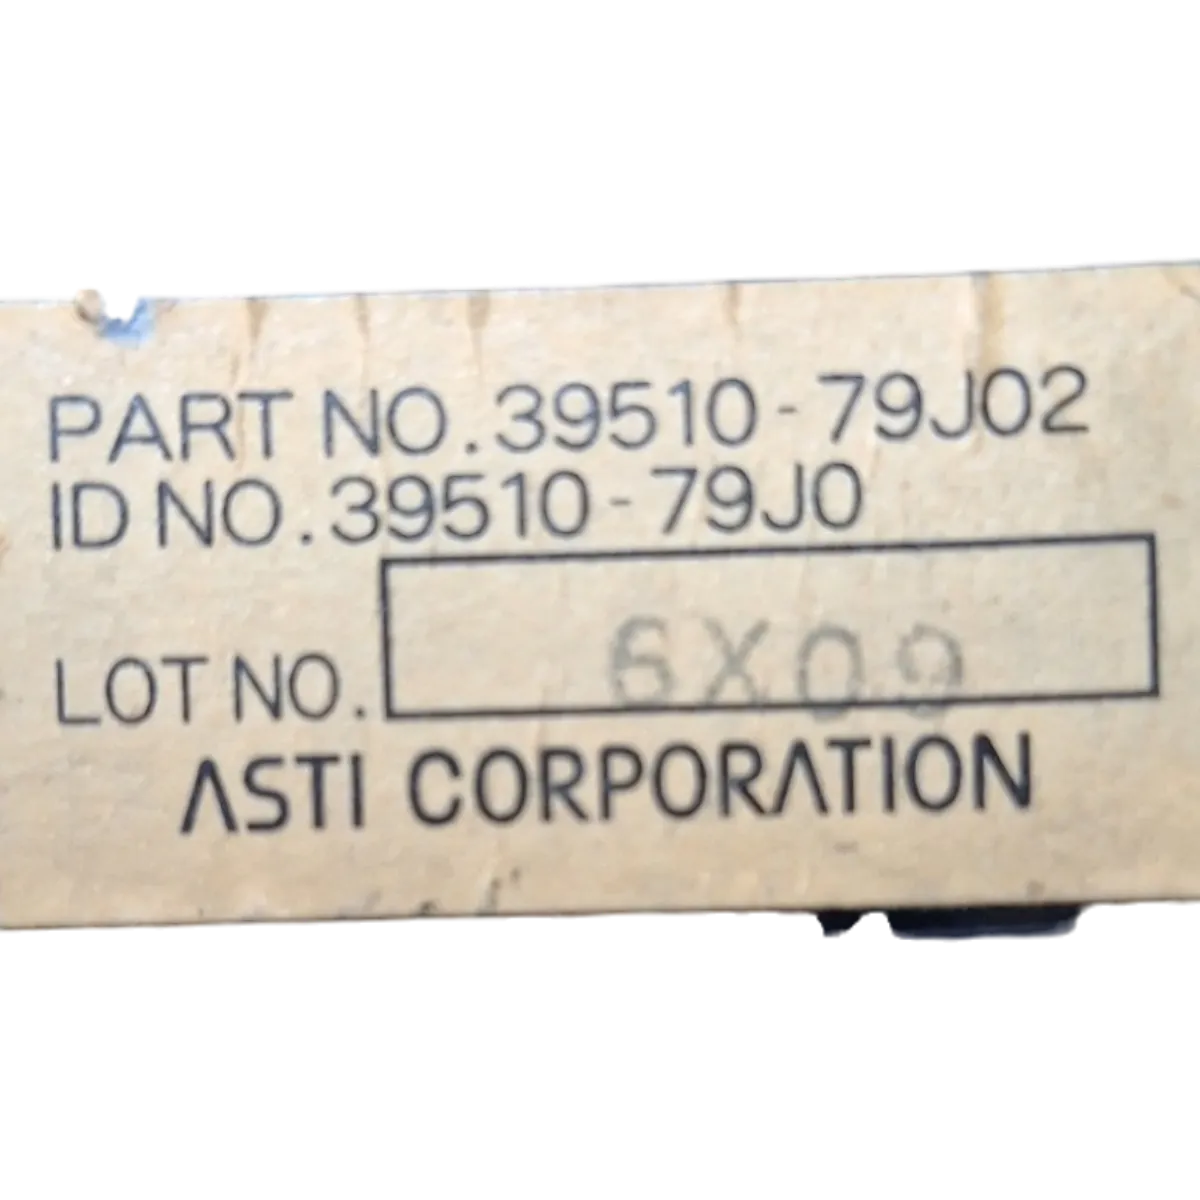 PART NO.39510-79J02
ID NO.39510-79J0
LOT NO. 6X09
ASTI CORPORATION